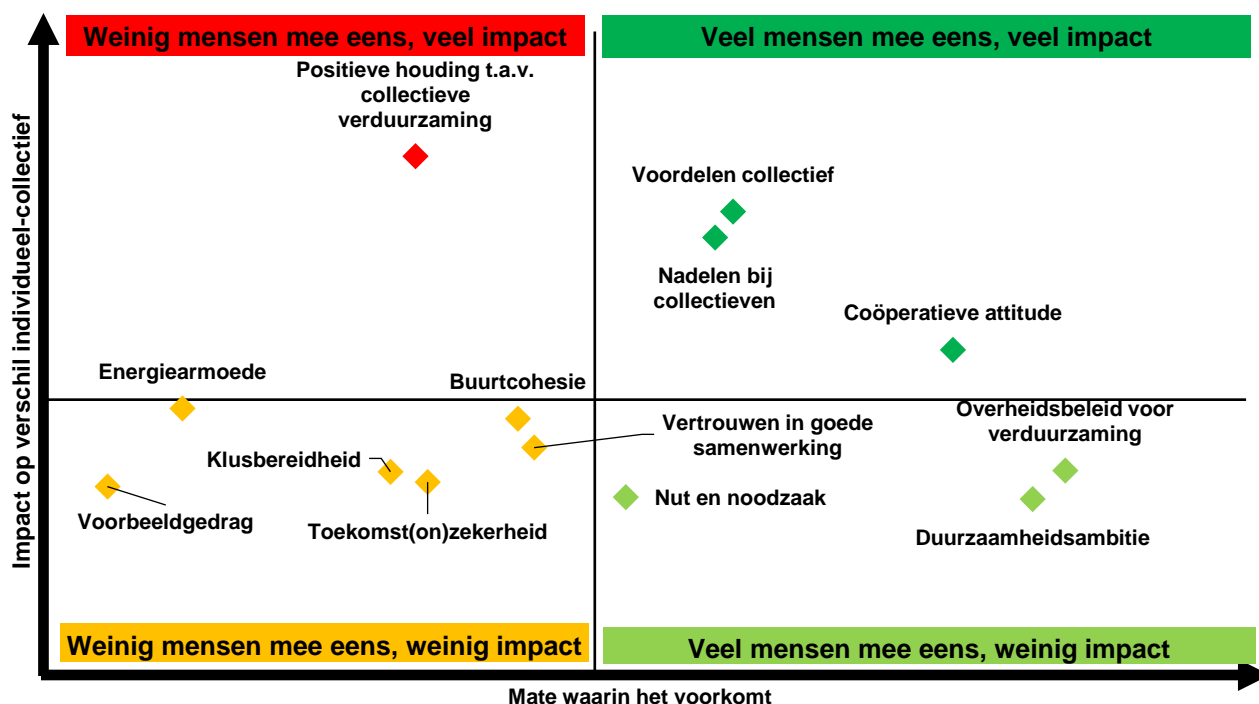 Weinig mensen mee eens, veel impact
Veel mensen mee eens, veel impact
Positieve houding t.a.v.
collectieve
verduurzaming
Voordelen collectief
Nadelen bij
collectieven
Coöperatieve attitude
Impact op verschil individueel-collectief
Energiearmoede
Buurtcohesie
Overheidsbeleid voor
verduurzaming
Vertrouwen in goede
samenwerking
Klusbereidheid
Nut en noodzaak
Voorbeeldgedrag
Toekomst(on)zekerheid
Duurzaamheidsambitie
Weinig mensen mee eens, weinig impact
Veel mensen mee eens, weinig impact
Mate waarin het voorkomt